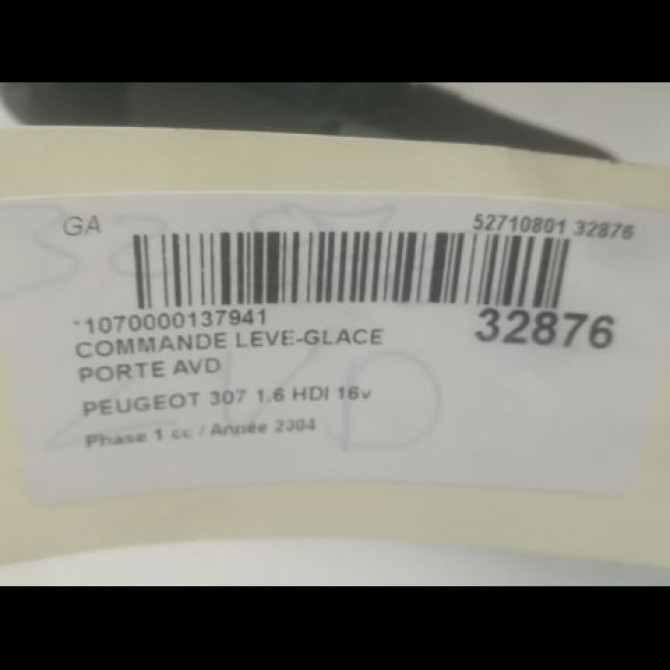 GA
52710801 32876
*1070000137941
32876
COMMANDE LEVE-GLACE
PORTE AVD
PEUGEOT 307 1.6 HDI 16v
Phase 1 cc / Année 2004